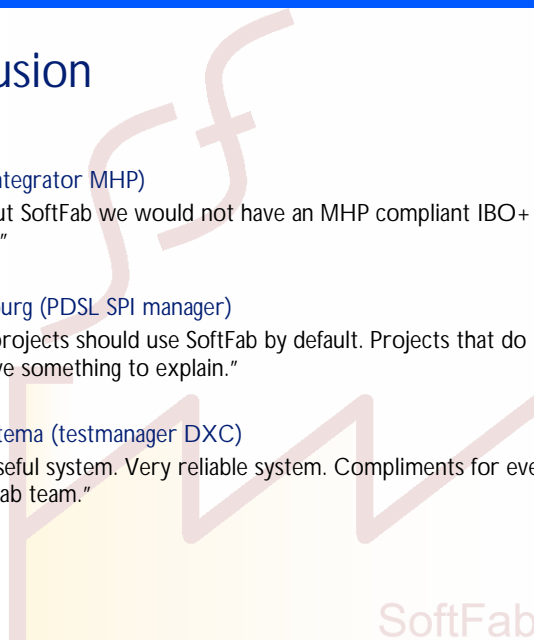 usion
ntegrator MHP)
ut SoftFab we would not have an MHP compliant IBO+
"
urg (PDSL SPI manager)
projects should use SoftFab by default. Projects that do
ve something to explain."
tema (testmanager DXC)
seful system. Very reliable system. Compliments for eve
ab team."
SoftFab